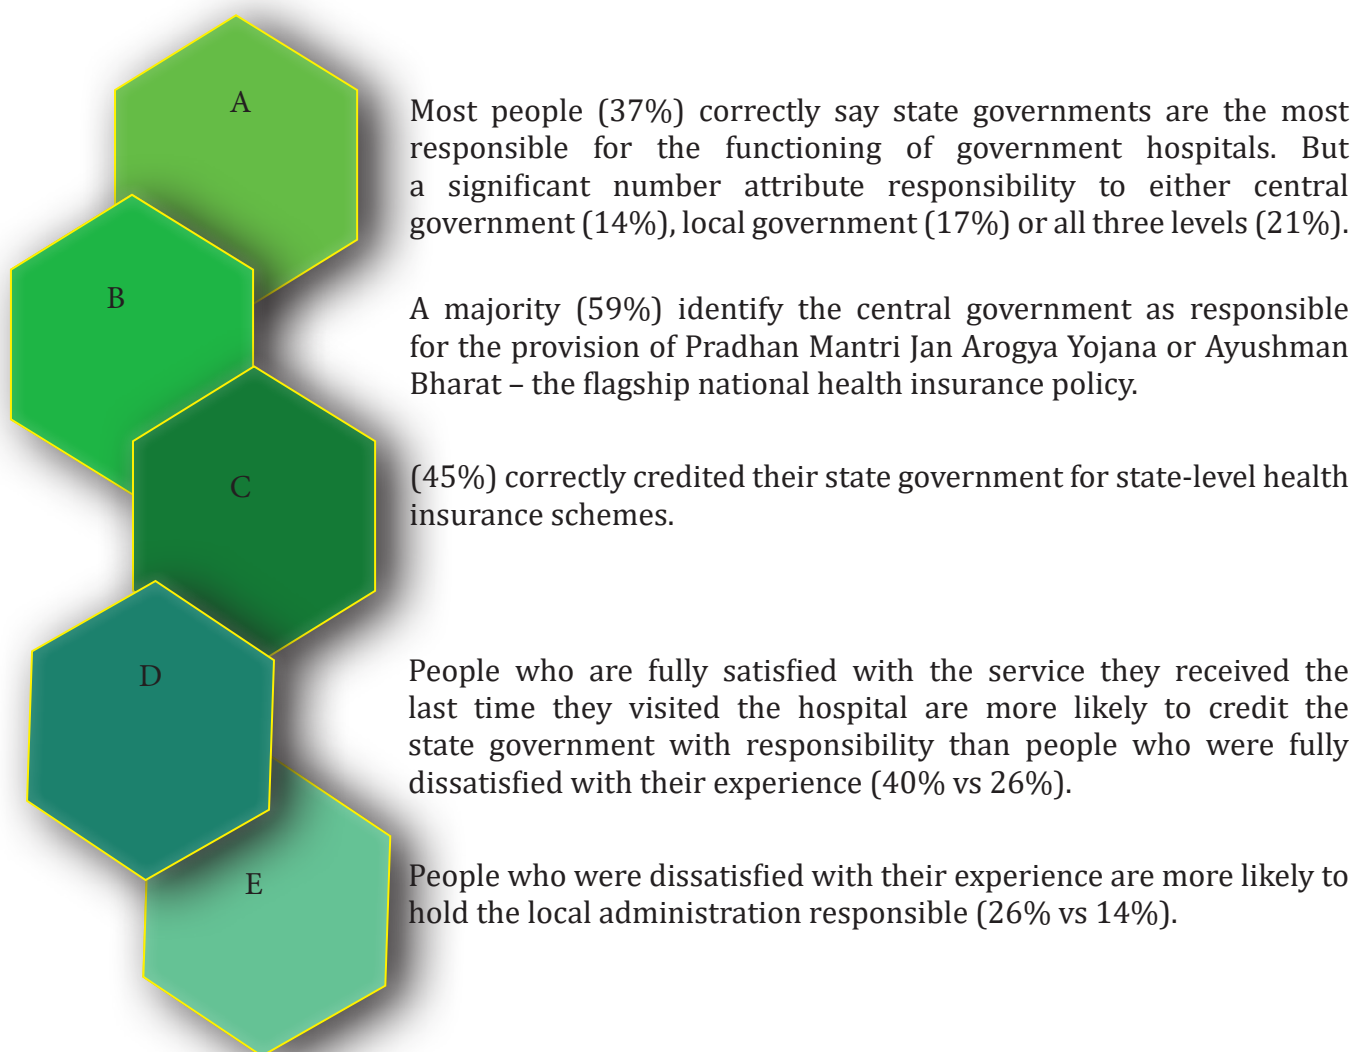 A
Most people (37%) correctly say state governments are the most
responsible for the functioning of government hospitals. But
a significant number attribute responsibility to either central
government (14%), local government (17%) or all three levels (21%).
B
A majority (59%) identify the central government as responsible
for the provision of Pradhan Mantri Jan Arogya Yojana or Ayushman
Bharat – the flagship national health insurance policy.
C
(45%) correctly credited their state government for state-level health
insurance schemes.
D
People who are fully satisfied with the service they received the
last time they visited the hospital are more likely to credit the
state government with responsibility than people who were fully
dissatisfied with their experience (40% vs 26%).
E
People who were dissatisfied with their experience are more likely to
hold the local administration responsible (26% vs 14%).